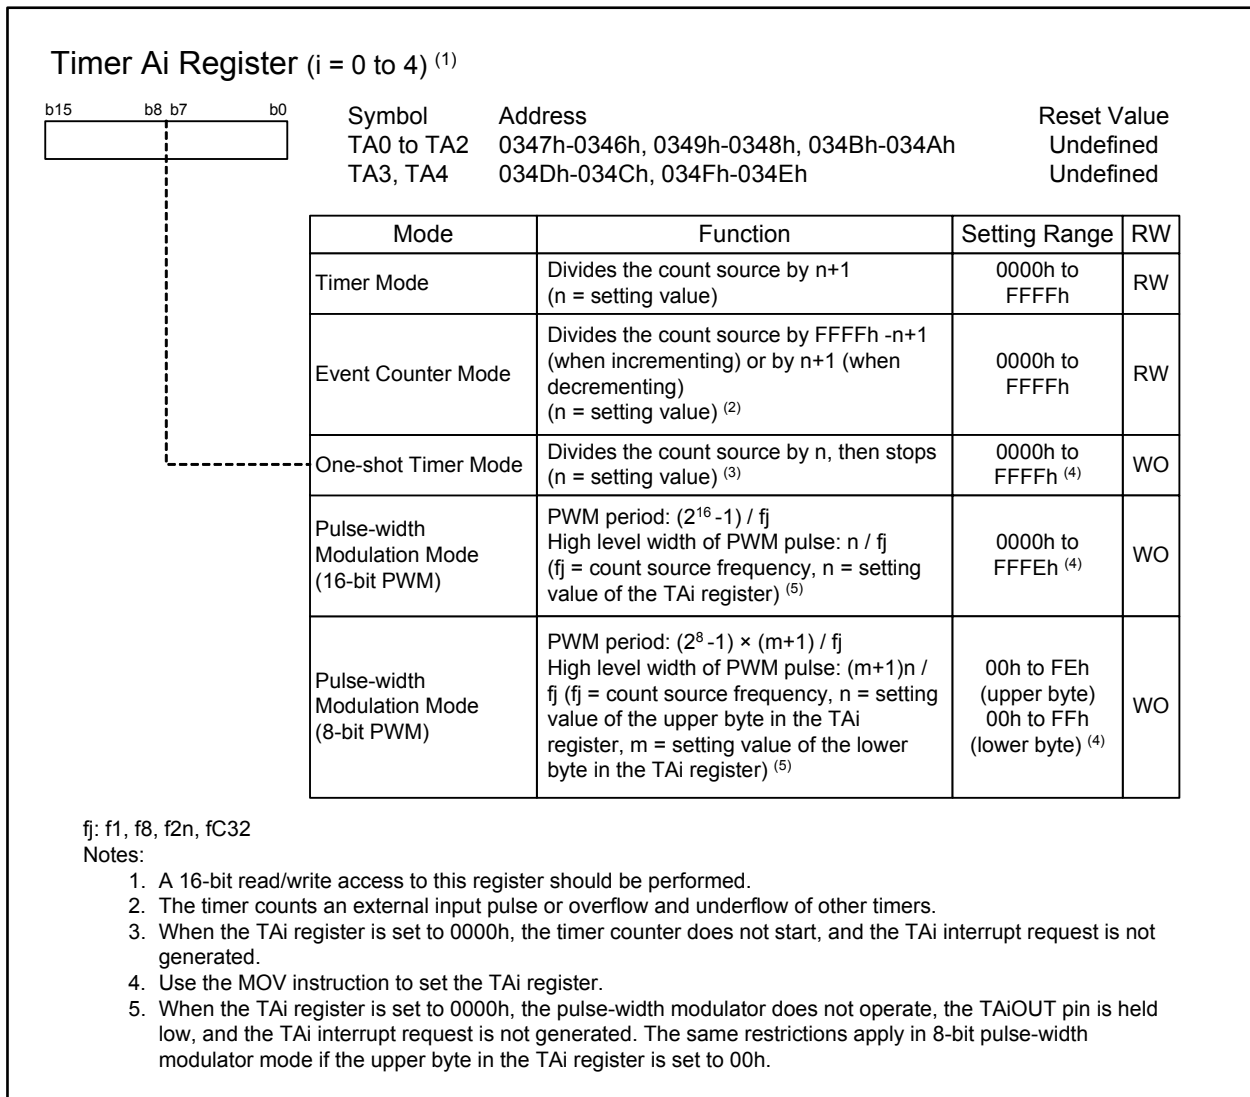 Timer Ai Register (i = 0 to 4) (1)
b15 b8 b7 b0
Symbol Address Reset Value
TA0 to TA2 0347h-0346h, 0349h-0348h, 034Bh-034Ah Undefined
TA3, TA4 034Dh-034Ch, 034Fh-034Eh Undefined
Mode Function Setting Range RW
Timer Mode
Divides the count source by n+1
(n = setting value)
0000h to
FFFFh
RW
Event Counter Mode
Divides the count source by FFFFh -n+1
(when incrementing) or by n+1 (when
decrementing)
(n = setting value) (2)
0000h to
FFFFh
RW
One-shot Timer Mode
Divides the count source by n, then stops
(n = setting value) (3)
0000h to
FFFFh (4)
WO
Pulse-width
Modulation Mode
(16-bit PWM)
PWM period: (2^16 -1) / fj
High level width of PWM pulse: n / fj
(fj = count source frequency, n = setting
value of the TAi register) (5)
0000h to
FFFEh (4)
WO
Pulse-width
Modulation Mode
(8-bit PWM)
PWM period: (2^8 -1) × (m+1) / fj
High level width of PWM pulse: (m+1)n /
fj (fj = count source frequency, n = setting
value of the upper byte in the TAi
register, m = setting value of the lower
byte in the TAi register) (5)
00h to FEh
(upper byte)
00h to FFh
(lower byte) (4)
WO
fj: f1, f8, f2n, fC32
Notes:
1. A 16-bit read/write access to this register should be performed.
2. The timer counts an external input pulse or overflow and underflow of other timers.
3. When the TAi register is set to 0000h, the timer counter does not start, and the TAi interrupt request is not
generated.
4. Use the MOV instruction to set the TAi register.
5. When the TAi register is set to 0000h, the pulse-width modulator does not operate, the TAiOUT pin is held
low, and the TAi interrupt request is not generated. The same restrictions apply in 8-bit pulse-width
modulator mode if the upper byte in the TAi register is set to 00h.